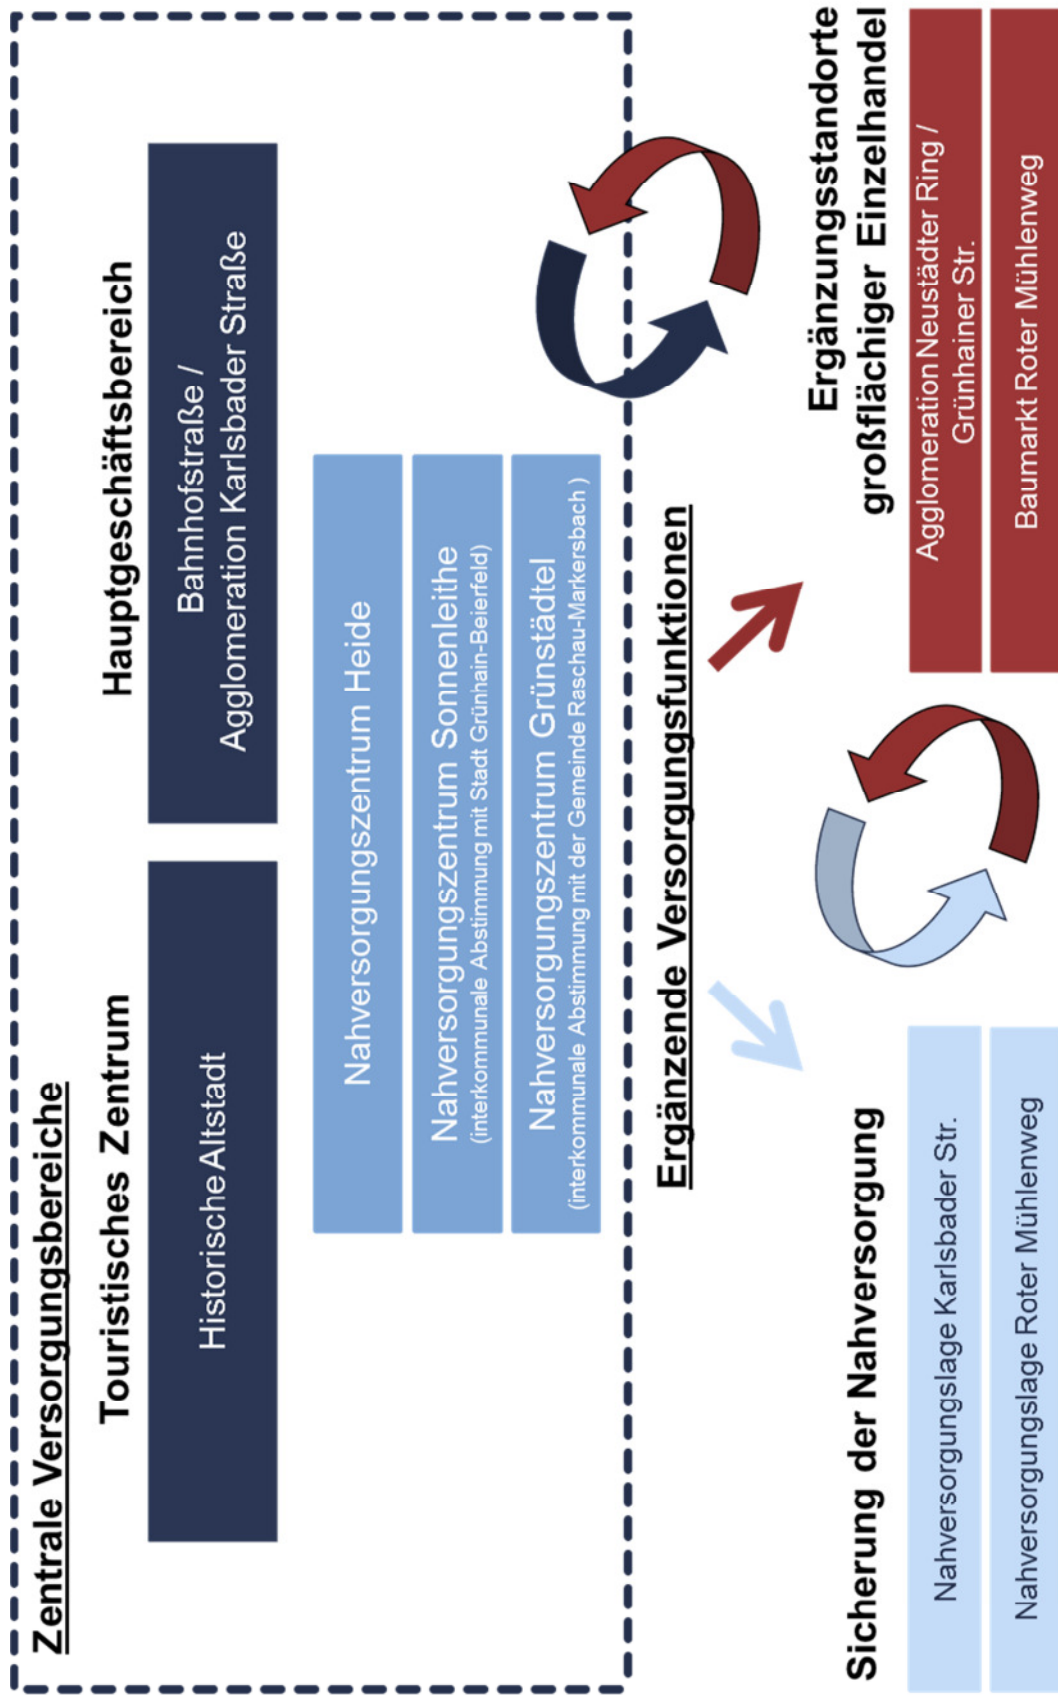 Zentrale Versorgungsbereiche
Touristisches Zentrum
Historische Altstadt
Hauptgeschäftsbereich
Bahnhofstraße /
Agglomeration Karlsbader Straße
Nahversorgungszentrum Heide
Nahversorgungszentrum Sonnenleithe
(interkommunale Abstimmung mit Stadt Grünhain-Beierfeld)
Nahversorgungszentrum Grünstädtel
(interkommunale Abstimmung mit der Gemeinde Raschau-Markersbach )
Ergänzende Versorgungsfunktionen
Sicherung der Nahversorgung
Nahversorgungslage Karlsbader Str.
Nahversorgungslage Roter Mühlenweg
Ergänzungsstandorte
großflächiger Einzelhandel
Agglomeration Neustädter Ring /
Grünhainer Str.
Baumarkt Roter Mühlenweg